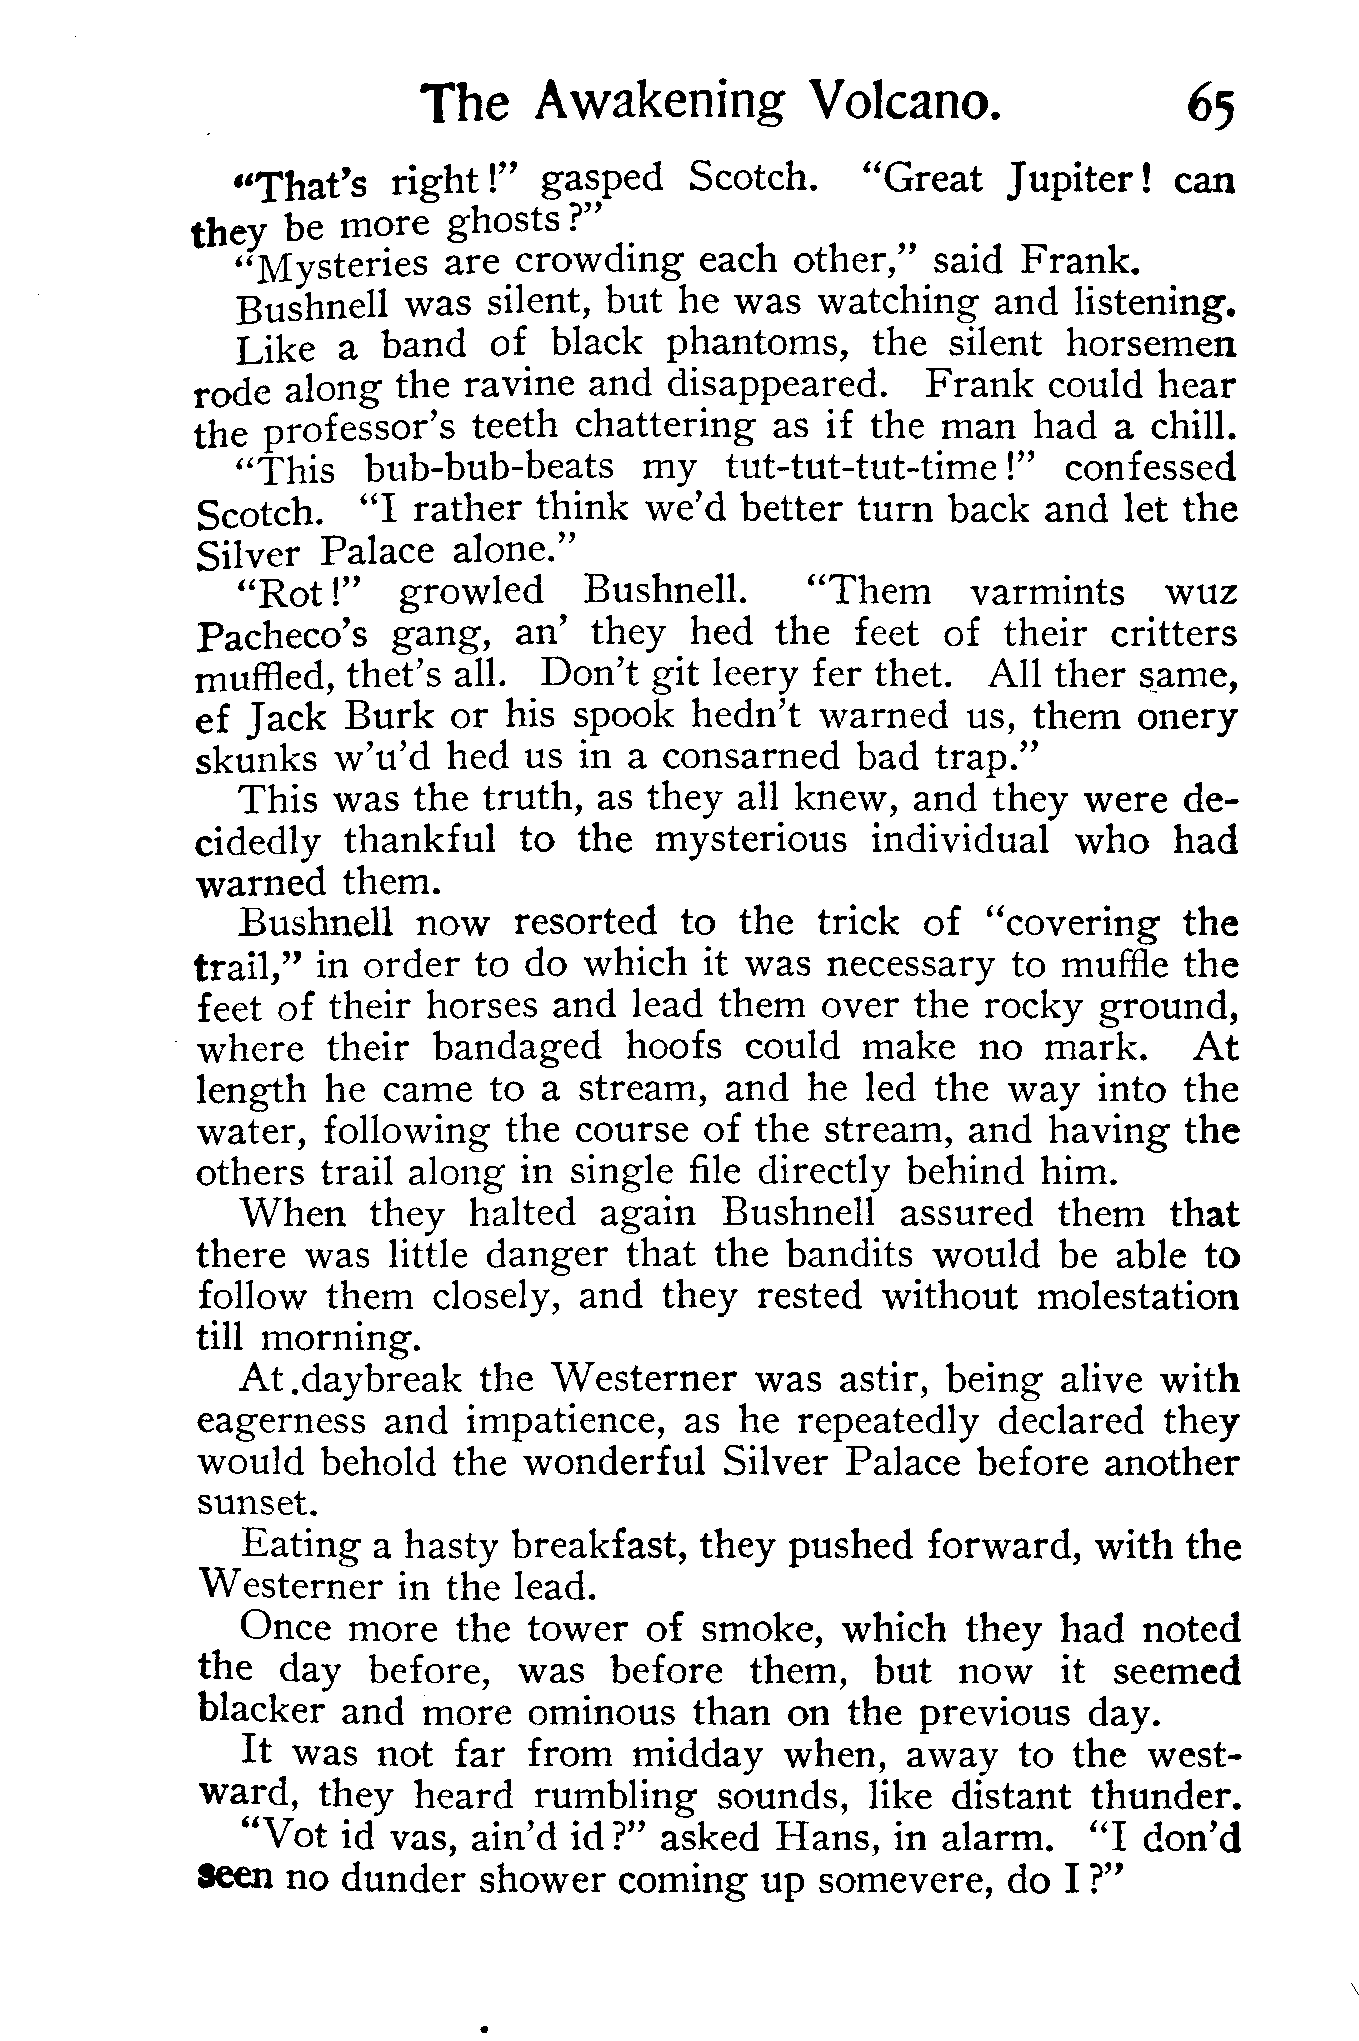 The Awakening Volcano. 65
“That’s right!” gasped Scotch. “Great Jupiter! can
they be more ghosts?”
“Mysteries are crowding each other,” said Frank.
Bushnell was silent, but he was watching and listening.
Like a band of black phantoms, the silent horsemen
rode along the ravine and disappeared. Frank could hear
the professor’s teeth chattering as if the man had a chill.
“This bub-bub-beats my tut-tut-tut-time!” confessed
Scotch. “I rather think we’d better turn back and let the
Silver Palace alone.”
“Rot!” growled Bushnell. “Them varmints wuz
Pacheco’s gang, an’ they hed the feet of their critters
muffled, thet’s all. Don’t git leery fer thet. All ther same,
ef Jack Burk or his spook hedn’t warned us, them onery
skunks w’u’d hed us in a consarned bad trap.”
This was the truth, as they all knew, and they were de-
cidedly thankful to the mysterious individual who had
warned them.
Bushnell now resorted to the trick of “covering the
trail,” in order to do which it was necessary to muffle the
feet of their horses and lead them over the rocky ground,
where their bandaged hoofs could make no mark. At
length he came to a stream, and he led the way into the
water, following the course of the stream, and having the
others trail along in single file directly behind him.
When they halted again Bushnell assured them that
there was little danger that the bandits would be able to
follow them closely, and they rested without molestation
till morning.
At daybreak the Westerner was astir, being alive with
eagerness and impatience, as he repeatedly declared they
would behold the wonderful Silver Palace before another
sunset.
Eating a hasty breakfast, they pushed forward, with the
Westerner in the lead.
Once more the tower of smoke, which they had noted
the day before, was before them, but now it seemed
blacker and more ominous than on the previous day.
It was not far from midday when, away to the west-
ward, they heard rumbling sounds, like distant thunder.
“Vot id vas, ain’d id?” asked Hans, in alarm. “I don’d
seen no dunder shower coming up somevere, do I?”